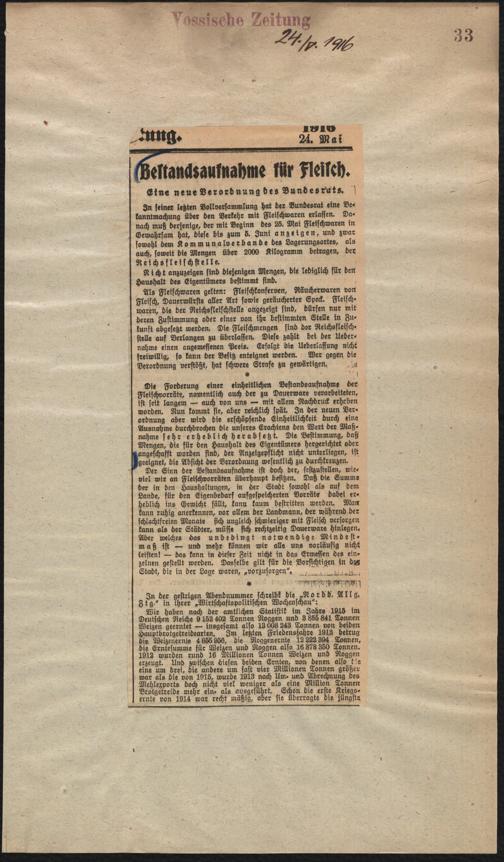 Vossische Zeitung
24./V. 1916
33
ung.
1916
24. Mai
Bestandsaufnahme für Fleisch.
Eine neue Verordnung des Bundesrats.
In seiner letzten Vollversammlung hat der Bundesrat eine Be-
kanntmachung über den Verkehr mit Fleischwaren erlassen. Da-
nach muß derjenige, der mit Beginn des 25. Mai Fleischwaren in
Gewahrsam hat, diese bis zum 5. Juni anzeigen, und zwar
sowohl dem Kommunalverbande des Lagerungsortes, als
auch, soweit die Mengen über 2000 Kilogramm betragen, der
Reichsfleischstelle.
Nicht anzuzeigen sind diejenigen Mengen, die lediglich für den
Haushalt des Eigentümers bestimmt sind.
Als Fleischwaren gelten: Fleischkonserven, Räucherwaren von
Fleisch, Dauerwürste aller Art sowie geräucherter Speck. Fleisch-
waren, die der Reichsfleischstelle angezeigt sind, dürfen nur mit
deren Zustimmung oder einer von ihr bestimmten Stelle in Zu-
kunft abgesetzt werden. Die Fleischmengen sind der Reichsfleisch-
stelle auf Verlangen zu überlassen. Diese zahlt bei der Ueber-
nahme einen angemessenen Preis. Erfolgt die Ueberlassung nicht
freiwillig, so kann der Besitz enteignet werden. Wer gegen die
Verordnung verstößt, hat schwere Strafe zu gewärtigen.
*
Die Forderung einer einheitlichen Bestandsaufnahme der
Fleischvorräte, namentlich auch der zu Dauerware verarbeiteten,
ist seit langem — auch von uns — mit allem Nachdruck erhoben
worden. Nun kommt sie, aber reichlich spät. In der neuen Ver-
ordnung aber wird die erschöpfende Einheitlichkeit durch eine
Ausnahme durchbrochen die unseres Erachtens den Wert der Maß-
nahme sehr erheblich herabsetzt. Die Bestimmung, daß
Mengen, die für den Haushalt des Eigentümers hergerichtet oder
angeschafft worden sind, der Anzeigepflicht nicht unterliegen, ist
geeignet, die Absicht der Verordnung wesentlich zu durchkreuzen.
Der Sinn der Bestandsaufnahme ist doch der, festzustellen, wie-
viel wir an Fleischvorräten überhaupt besitzen. Daß die Summe
der in den Haushaltungen, in der Stadt sowohl als auf dem
Lande, für den Eigenbedarf aufgespeicherten Vorräte dabei er-
heblich ins Gewicht fällt, kann kaum bestritten werden. Man
kann ruhig anerkennen, vor allem der Landmann, der während der
schlachtfreien Monate sich ungleich schwieriger mit Fleisch versorgen
kann als der Städter, müsse sich rechtzeitig Dauerware hinlegen.
Aber welches das unbedingt notwendige Mindest-
maß ist — und mehr können wir alle uns vorläufig nicht
leisten! — das kann in dieser Zeit nicht in das Ermessen des ein-
zelnen gestellt werden. Dasselbe gilt für die Vorsichtigen in der
Stadt, die in der Lage waren, „vorzusorgen".
*
In der gestrigen Abendnummer schreibt die „Nordd. Allg.
Ztg." in ihrer „Wirtschaftspolitischen Wochenschau":
Wir haben nach der amtlichen Statistik im Jahre 1915 im
Deutschen Reiche 9 152 402 Tonnen Roggen und 3 855 841 Tonnen
Weizen geerntet — insgesamt also 13 008 243 Tonnen von beiden
Hauptbrotgetreidearten. Im letzten Friedensjahre 1913 betrug
die Weizenernte 4 655 956, die Roggenernte 12 222 394 Tonnen,
die Erntesumme für Weizen und Roggen also 16 878 350 Tonnen.
1912 wurden rund 16 Millionen Tonnen Weizen und Roggen
erzeugt. Und zwischen diesen beiden Ernten, von denen also die
eine um drei, die andere um fast vier Millionen Tonnen größer
war als die von 1915, wurde 1913 nach Um- und Abrechnung des
Mehlexports doch nicht viel weniger als eine Million Tonnen
Brotgetreide mehr ein- als ausgeführt. Schon die erste Kriegs-
ernte von 1914 war recht mäßig, aber sie überragte die jüngste